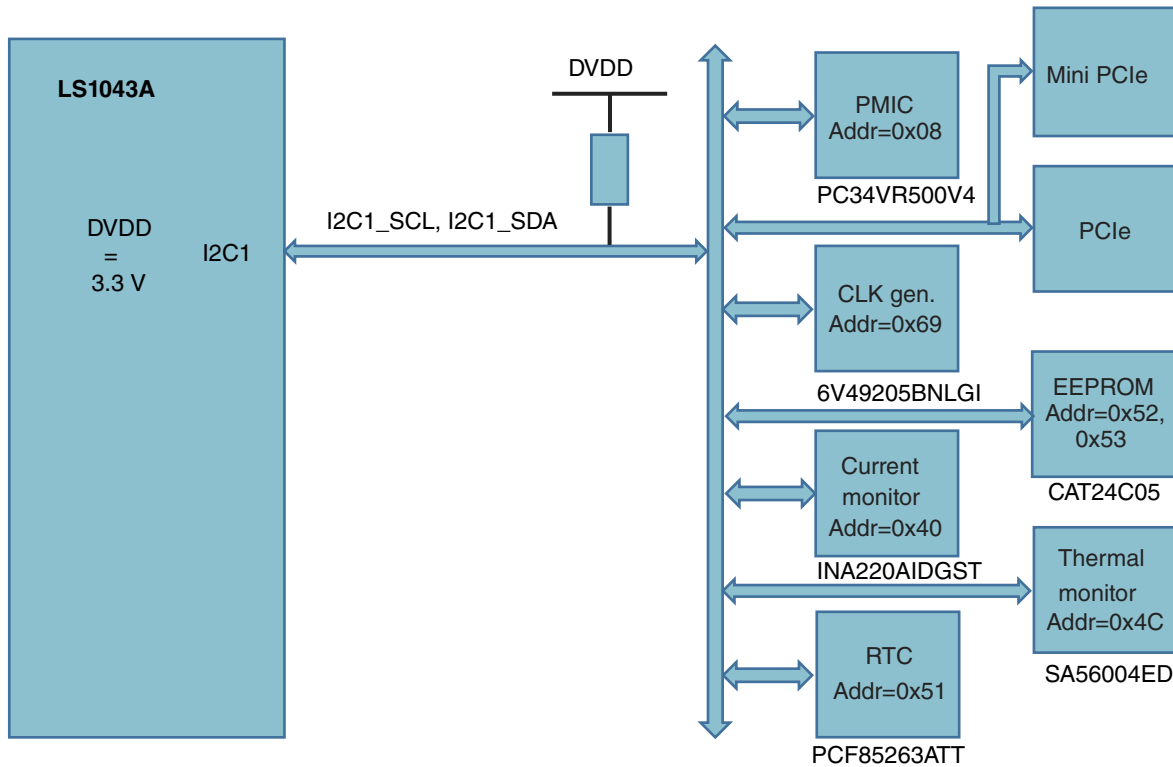 LS1043A
DVDD
=
3.3 V
I2C1
I2C1_SCL, I2C1_SDA
DVDD
PMIC
Addr=0x08
PC34VR500V4
Mini PCIe
PCIe
CLK gen.
Addr=0x69
6V49205BNLGI
EEPROM
Addr=0x52,
0x53
CAT24C05
Current
monitor
Addr=0x40
INA220AIDGST
Thermal
monitor
Addr=0x4C
SA56004ED
RTC
Addr=0x51
PCF85263ATT